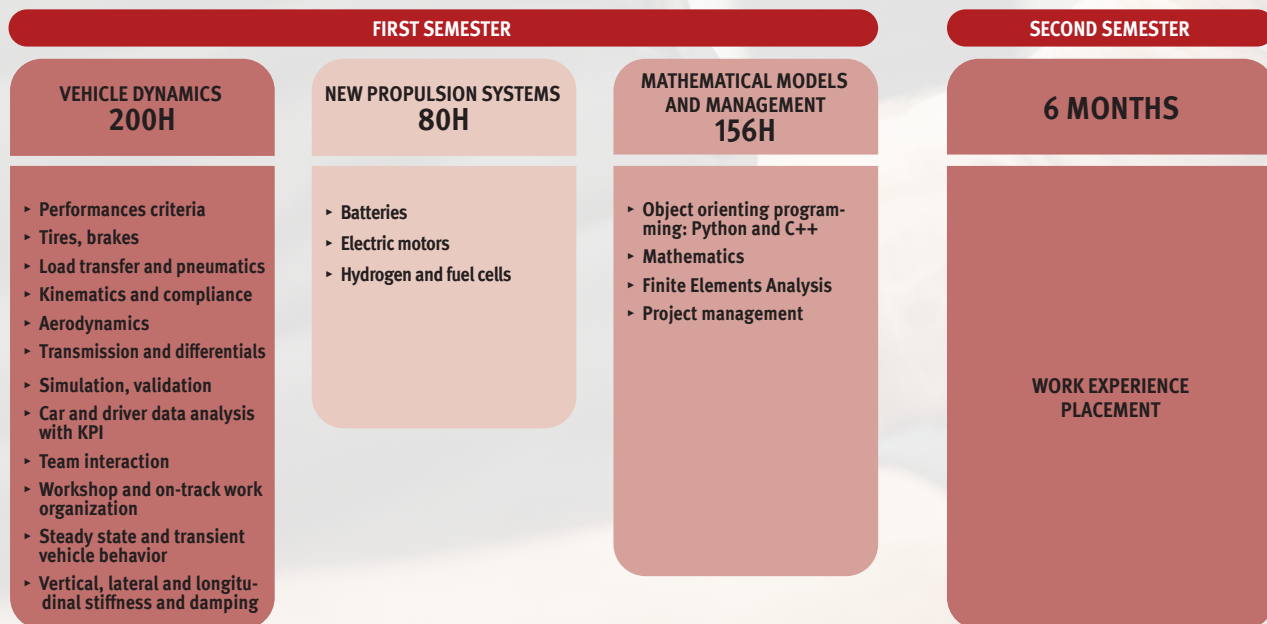 FIRST SEMESTER
SECOND SEMESTER
VEHICLE DYNAMICS
200H
NEW PROPULSION SYSTEMS
80H
MATHEMATICAL MODELS
AND MANAGEMENT
156H
6 MONTHS
‣ Performances criteria
‣ Tires, brakes
‣ Load transfer and pneumatics
‣ Kinematics and compliance
‣ Aerodynamics
‣ Transmission and differentials
‣ Simulation, validation
‣ Car and driver data analysis
with KPI
‣ Team interaction
‣ Workshop and on-track work
organization
‣ Steady state and transient
vehicle behavior
‣ Vertical, lateral and longitu-
dinal stiffness and damping
‣ Batteries
‣ Electric motors
‣ Hydrogen and fuel cells
‣ Object orienting program-
ming: Python and C++
‣ Mathematics
‣ Finite Elements Analysis
‣ Project management
WORK EXPERIENCE
PLACEMENT